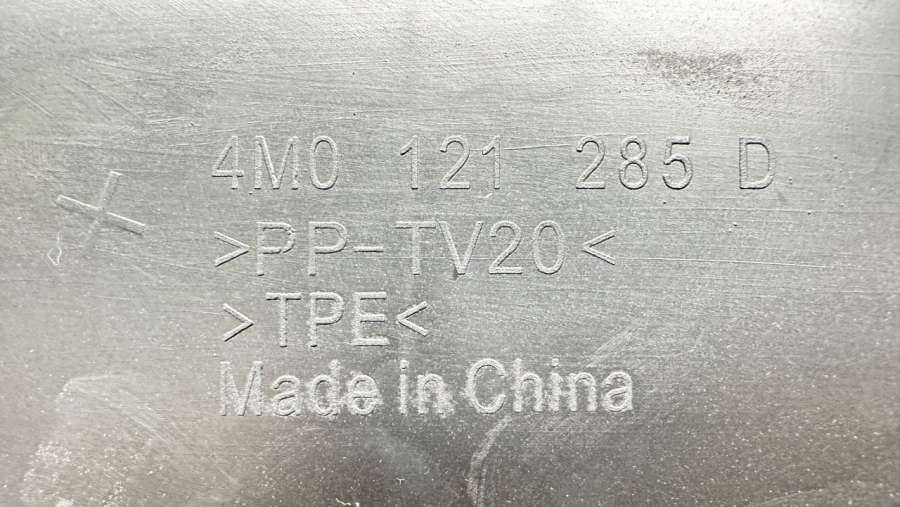 4M0 121 285 D
>PP-TV20<
>TPE<
Made in China